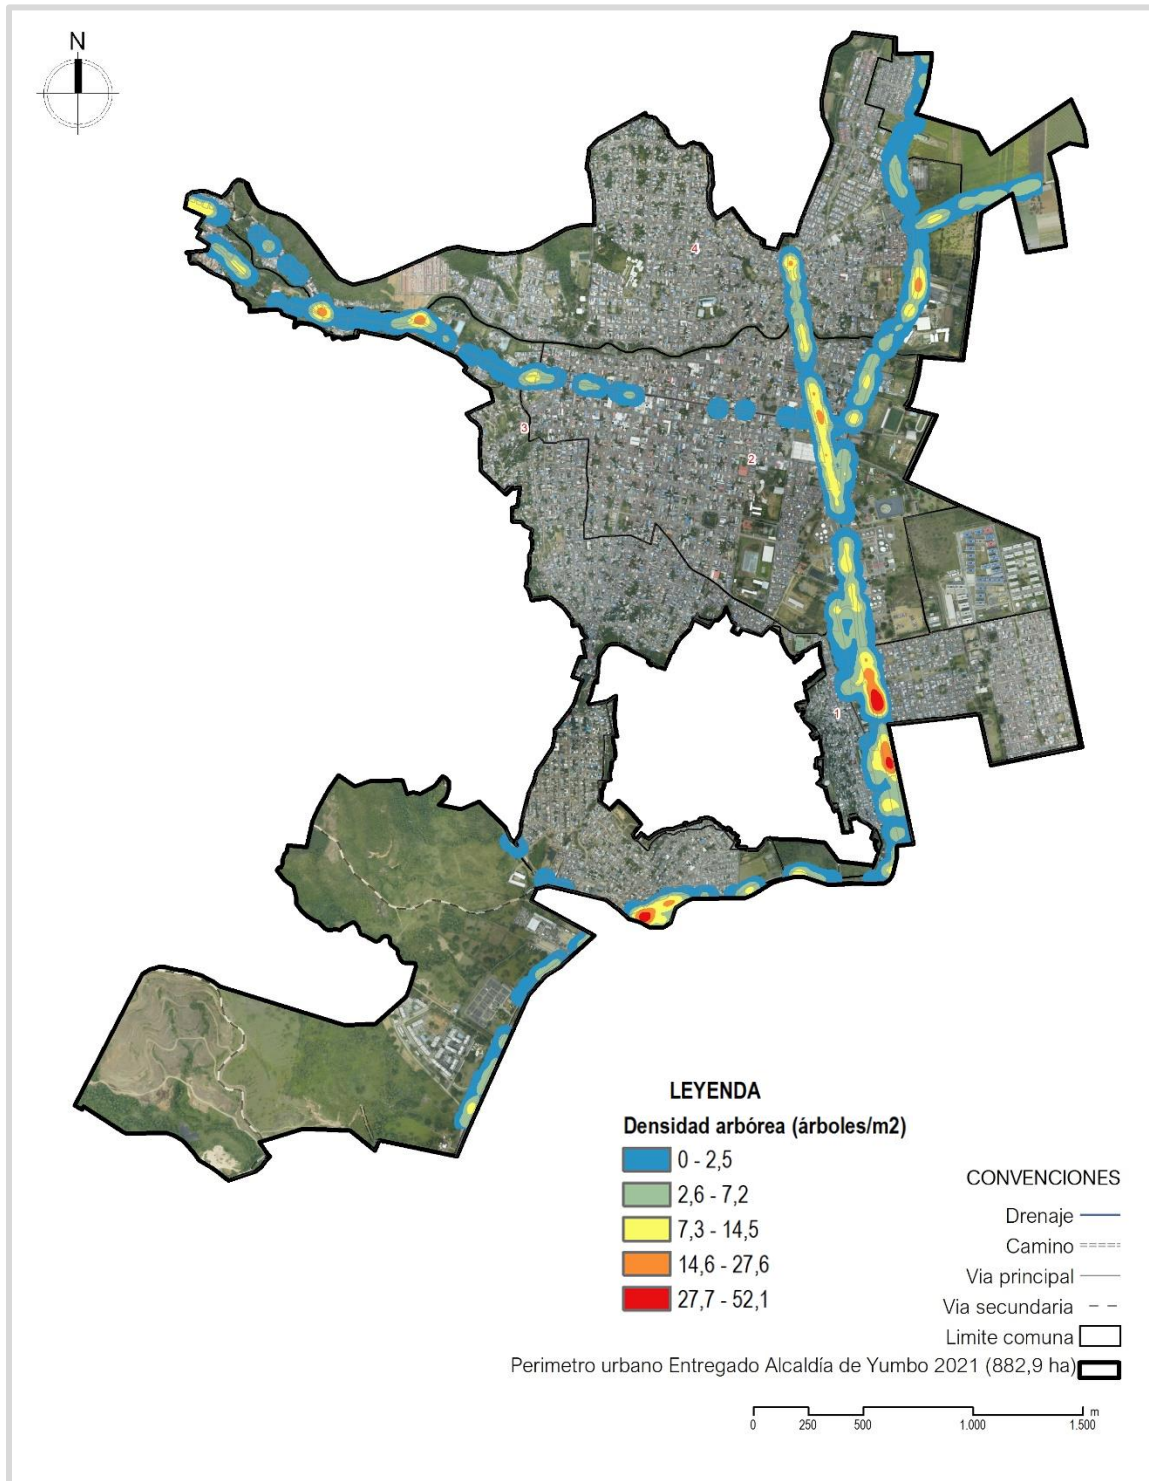 N
4
3
2
1
LEYENDA
Densidad arbórea (árboles/m2)
0 - 2,5
2,6 - 7,2
7,3 - 14,5
14,6 - 27,6
27,7 - 52,1
CONVENCIONES
Drenaje
Camino
Via principal
Via secundaria
Limite comuna
Perimetro urbano Entregado Alcaldía de Yumbo 2021 (882,9 ha)
m
0 250 500 1.000 1.500